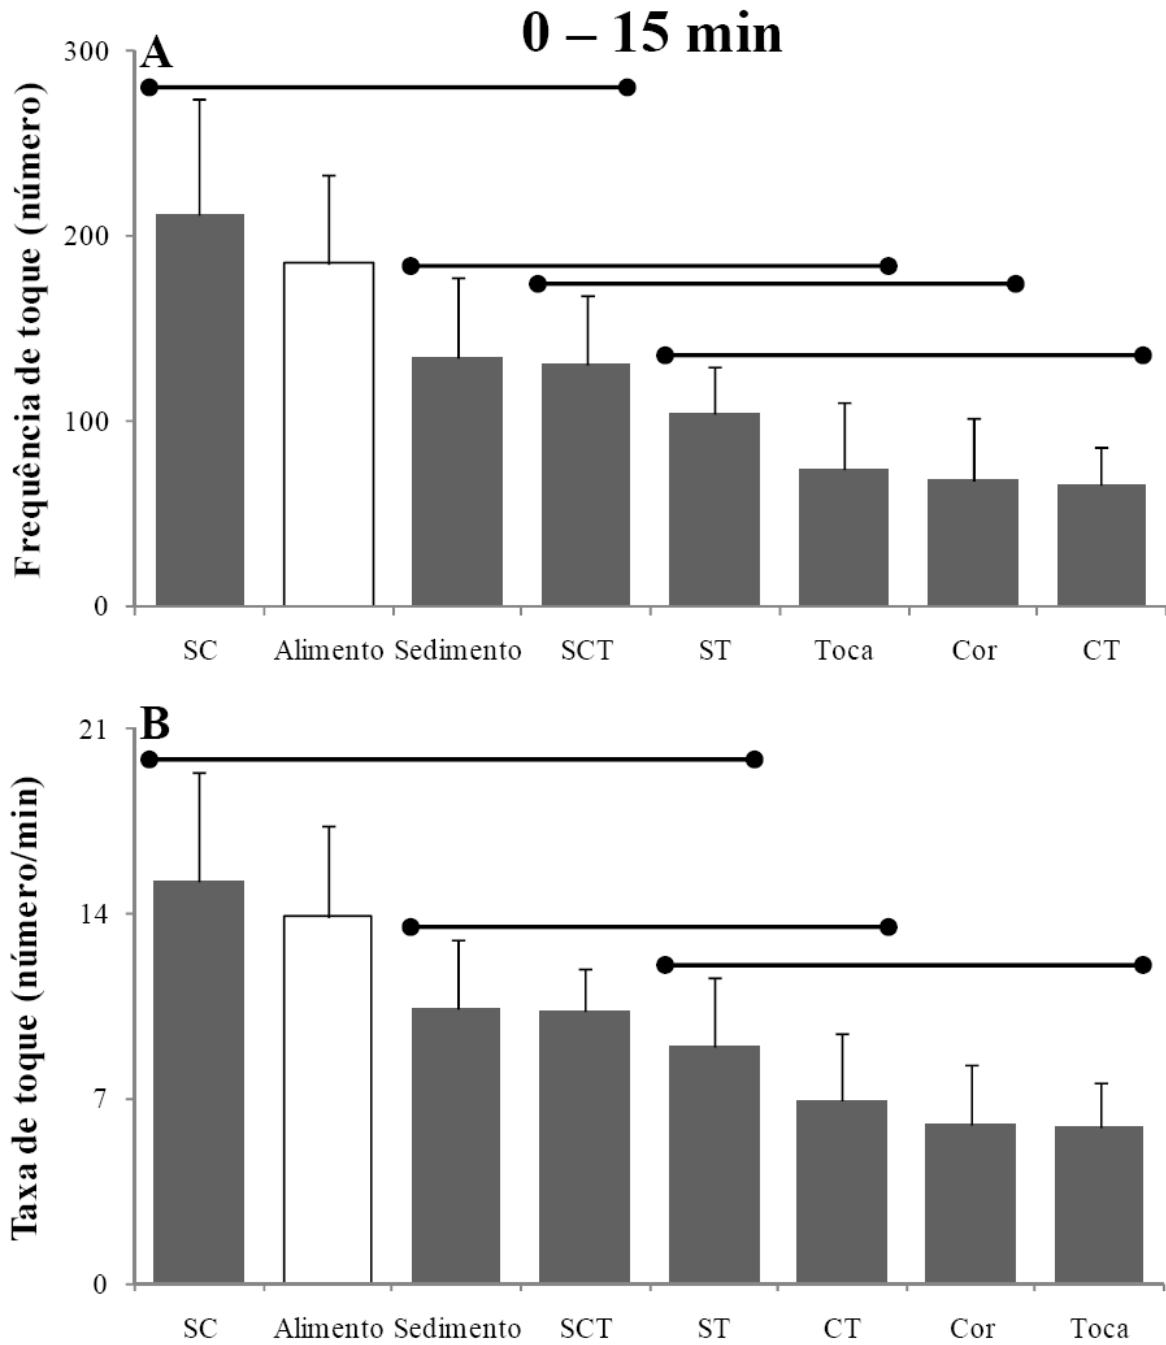 0 – 15 min
A
Frequência de toque (número)
300
200
100
0
SC Alimento Sedimento SCT ST Toca Cor CT
B
Taxa de toque (número/min)
21
14
7
0
SC Alimento Sedimento SCT ST CT Cor Toca